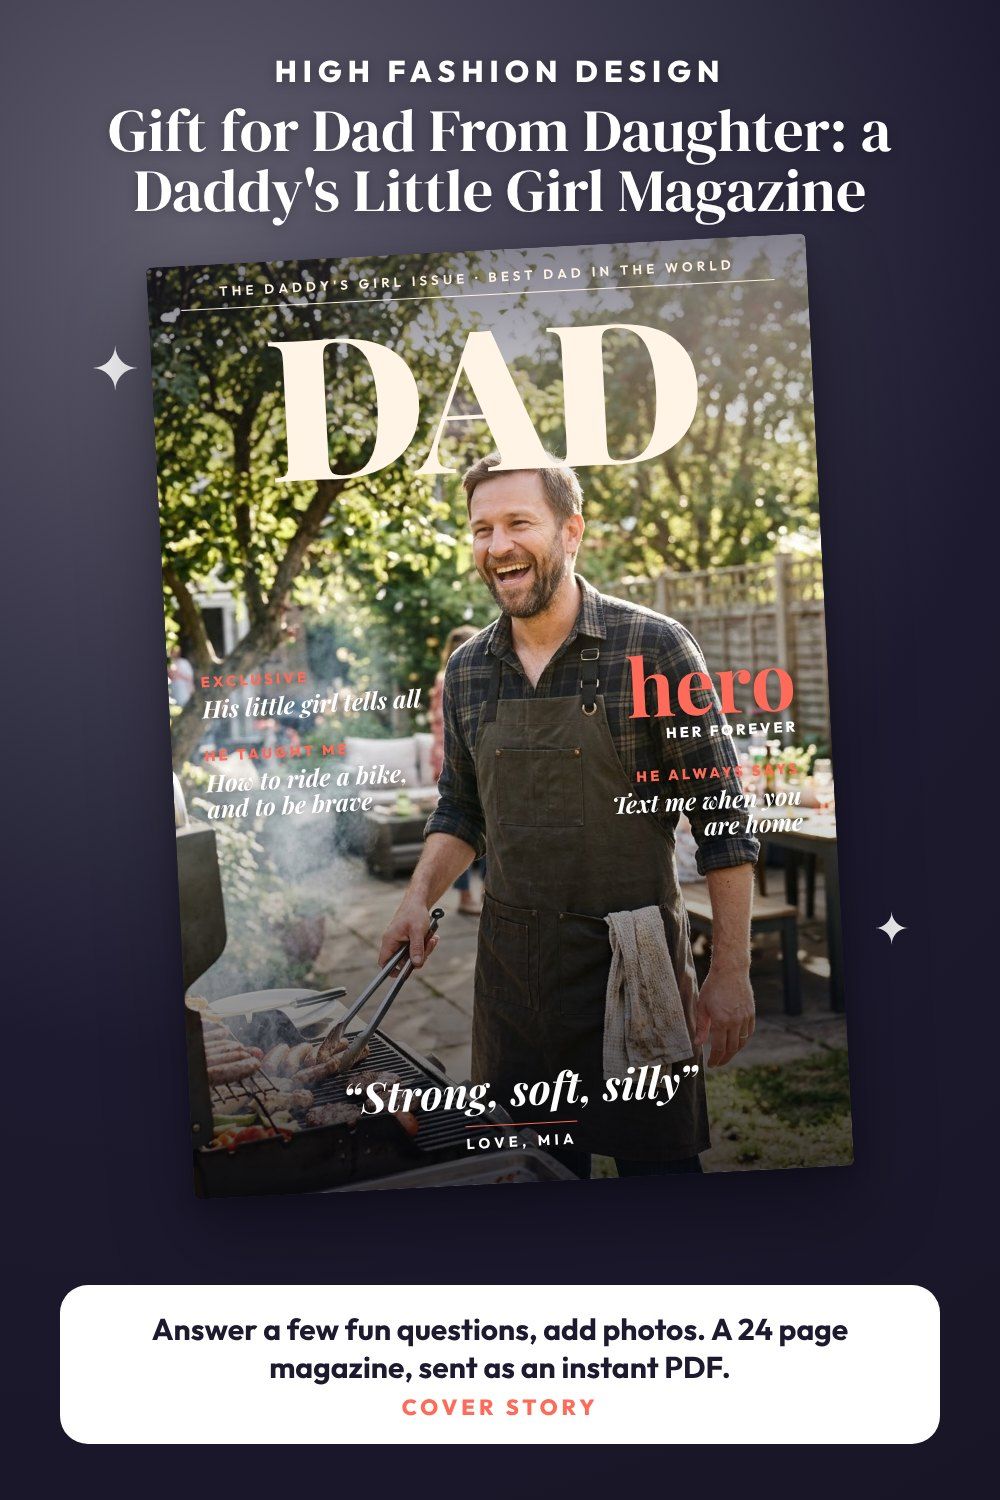 HIGH FASHION DESIGN
Gift for Dad From Daughter: a
Daddy's Little Girl Magazine
THE DADDY'S GIRL ISSUE · BEST DAD IN THE WORLD
DAD
EXCLUSIVE
His little girl tells all
HE TAUGHT ME
How to ride a bike,
and to be brave
hero
HER FOREVER
HE ALWAYS SAYS
Text me when you
are home
“Strong, soft, silly”
LOVE, MIA
Answer a few fun questions, add photos. A 24 page
magazine, sent as an instant PDF.
COVER STORY